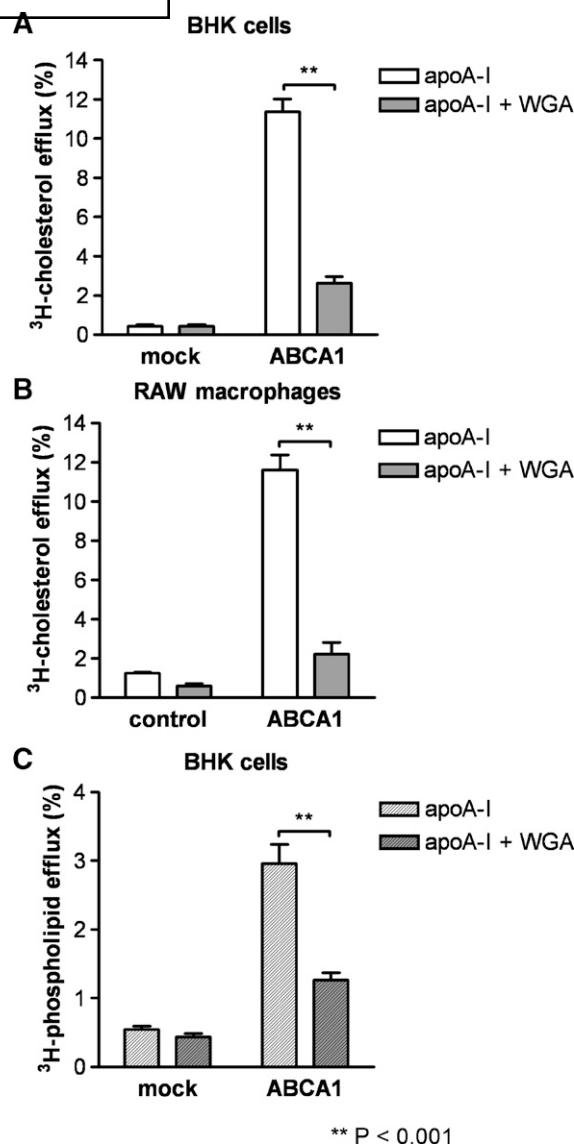 A
BHK cells
³H-cholesterol efflux (%)
14
12
10
8
6
4
2
0
**
apoA-I
apoA-I + WGA
mock ABCA1
B
RAW macrophages
³H-cholesterol efflux (%)
14
12
10
8
6
4
2
0
**
apoA-I
apoA-I + WGA
control ABCA1
C
BHK cells
³H-phospholipid efflux (%)
4
3
2
1
0
**
apoA-I
apoA-I + WGA
mock ABCA1
** P < 0.001